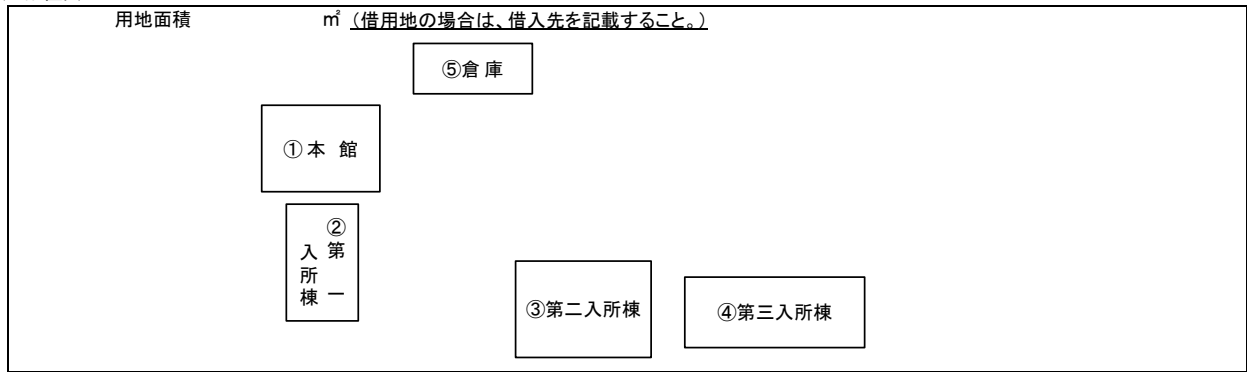 用地面積 ㎡ (借用地の場合は、借入先を記載すること。)
⑤倉 庫
①本 館
②第一
入所棟
③第二入所棟
④第三入所棟